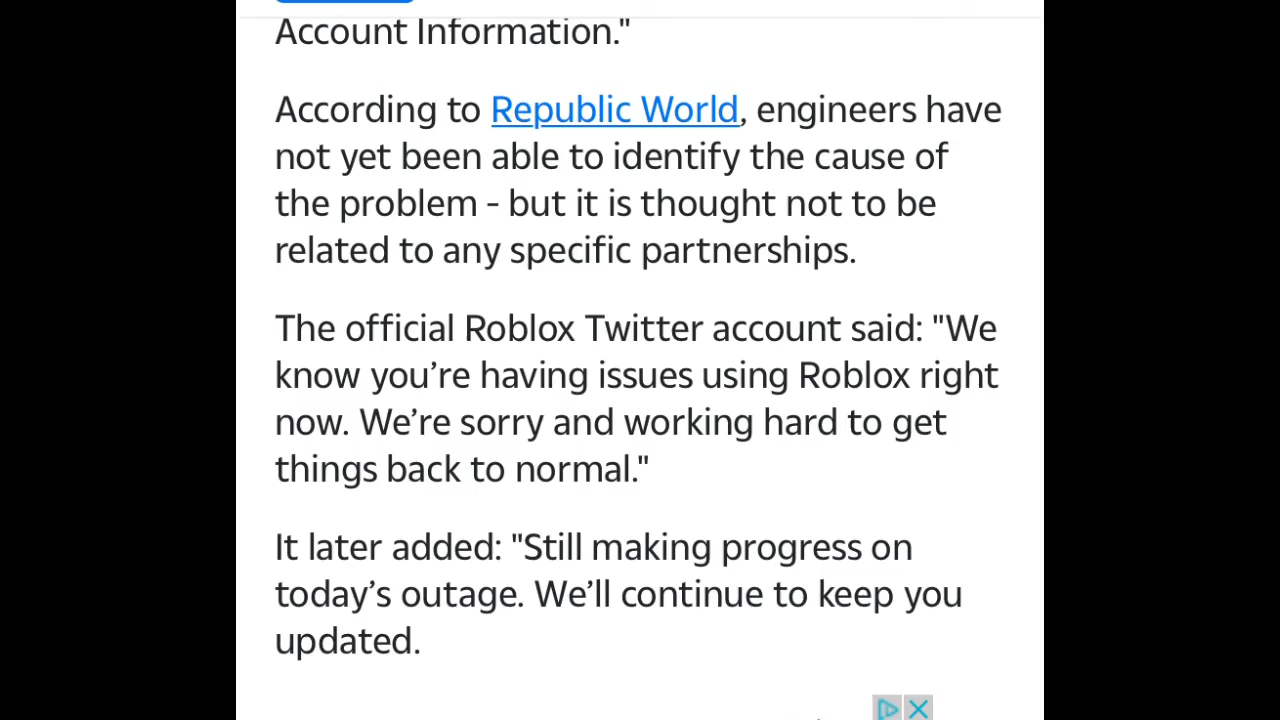 Account Information."
According to Republic World, engineers have
not yet been able to identify the cause of
the problem - but it is thought not to be
related to any specific partnerships.
The official Roblox Twitter account said: "We
know you’re having issues using Roblox right
now. We’re sorry and working hard to get
things back to normal."
It later added: "Still making progress on
today’s outage. We’ll continue to keep you
updated.